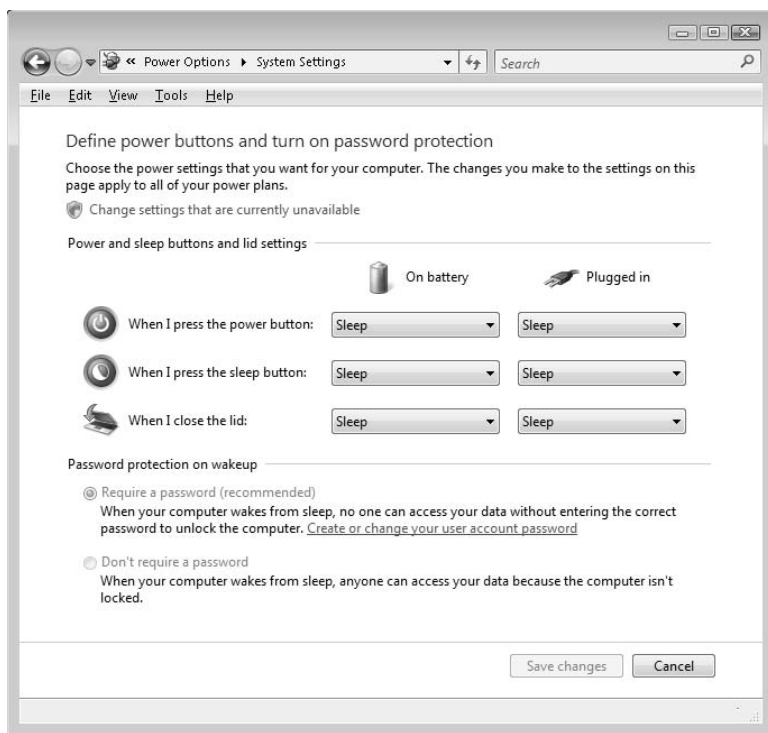 « Power Options ▸ System Settings
Search
File Edit View Tools Help
Define power buttons and turn on password protection
Choose the power settings that you want for your computer. The changes you make to the settings on this
page apply to all of your power plans.
Change settings that are currently unavailable
Power and sleep buttons and lid settings
On battery Plugged in
When I press the power button: Sleep Sleep
When I press the sleep button: Sleep Sleep
When I close the lid: Sleep Sleep
Password protection on wakeup
Require a password (recommended)
When your computer wakes from sleep, no one can access your data without entering the correct
password to unlock the computer. Create or change your user account password
Don't require a password
When your computer wakes from sleep, anyone can access your data because the computer isn't
locked.
Save changes Cancel